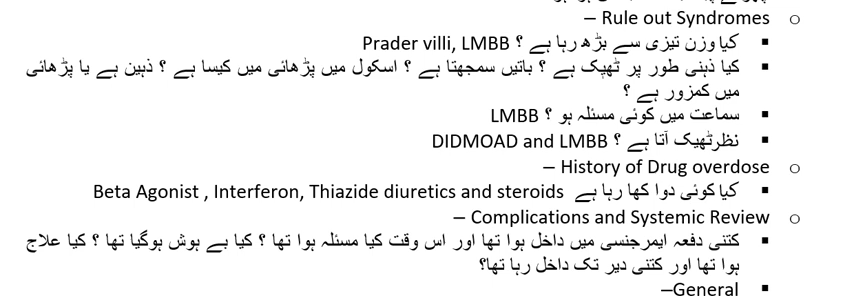 o Rule out Syndromes –
▪ کیا وزن تیزی سے بڑھ رہا ہے ؟ Prader villi, LMBB
▪ کیا ذہنی طور پر ٹھیک ہے ؟ باتیں سمجھتا ہے ؟ اسکول میں پڑھائی میں کیسا ہے ؟ ذہین ہے یا پڑھائی
میں کمزور ہے ؟
▪ سماعت میں کوئی مسئلہ ہو ؟ LMBB
▪ نظرٹھیک آتا ہے ؟ DIDMOAD and LMBB
o History of Drug overdose –
▪ کیا کوئی دوا کھا رہا ہے Beta Agonist , Interferon, Thiazide diuretics and steroids
o Complications and Systemic Review –
▪ کتنی دفعہ ایمرجنسی میں داخل ہوا تھا اور اس وقت کیا مسئلہ ہوا تھا ؟ کیا بے ہوش ہوگیا تھا ؟ کیا علاج
ہوا تھا اور کتنی دیر تک داخل رہا تھا؟
▪ General–